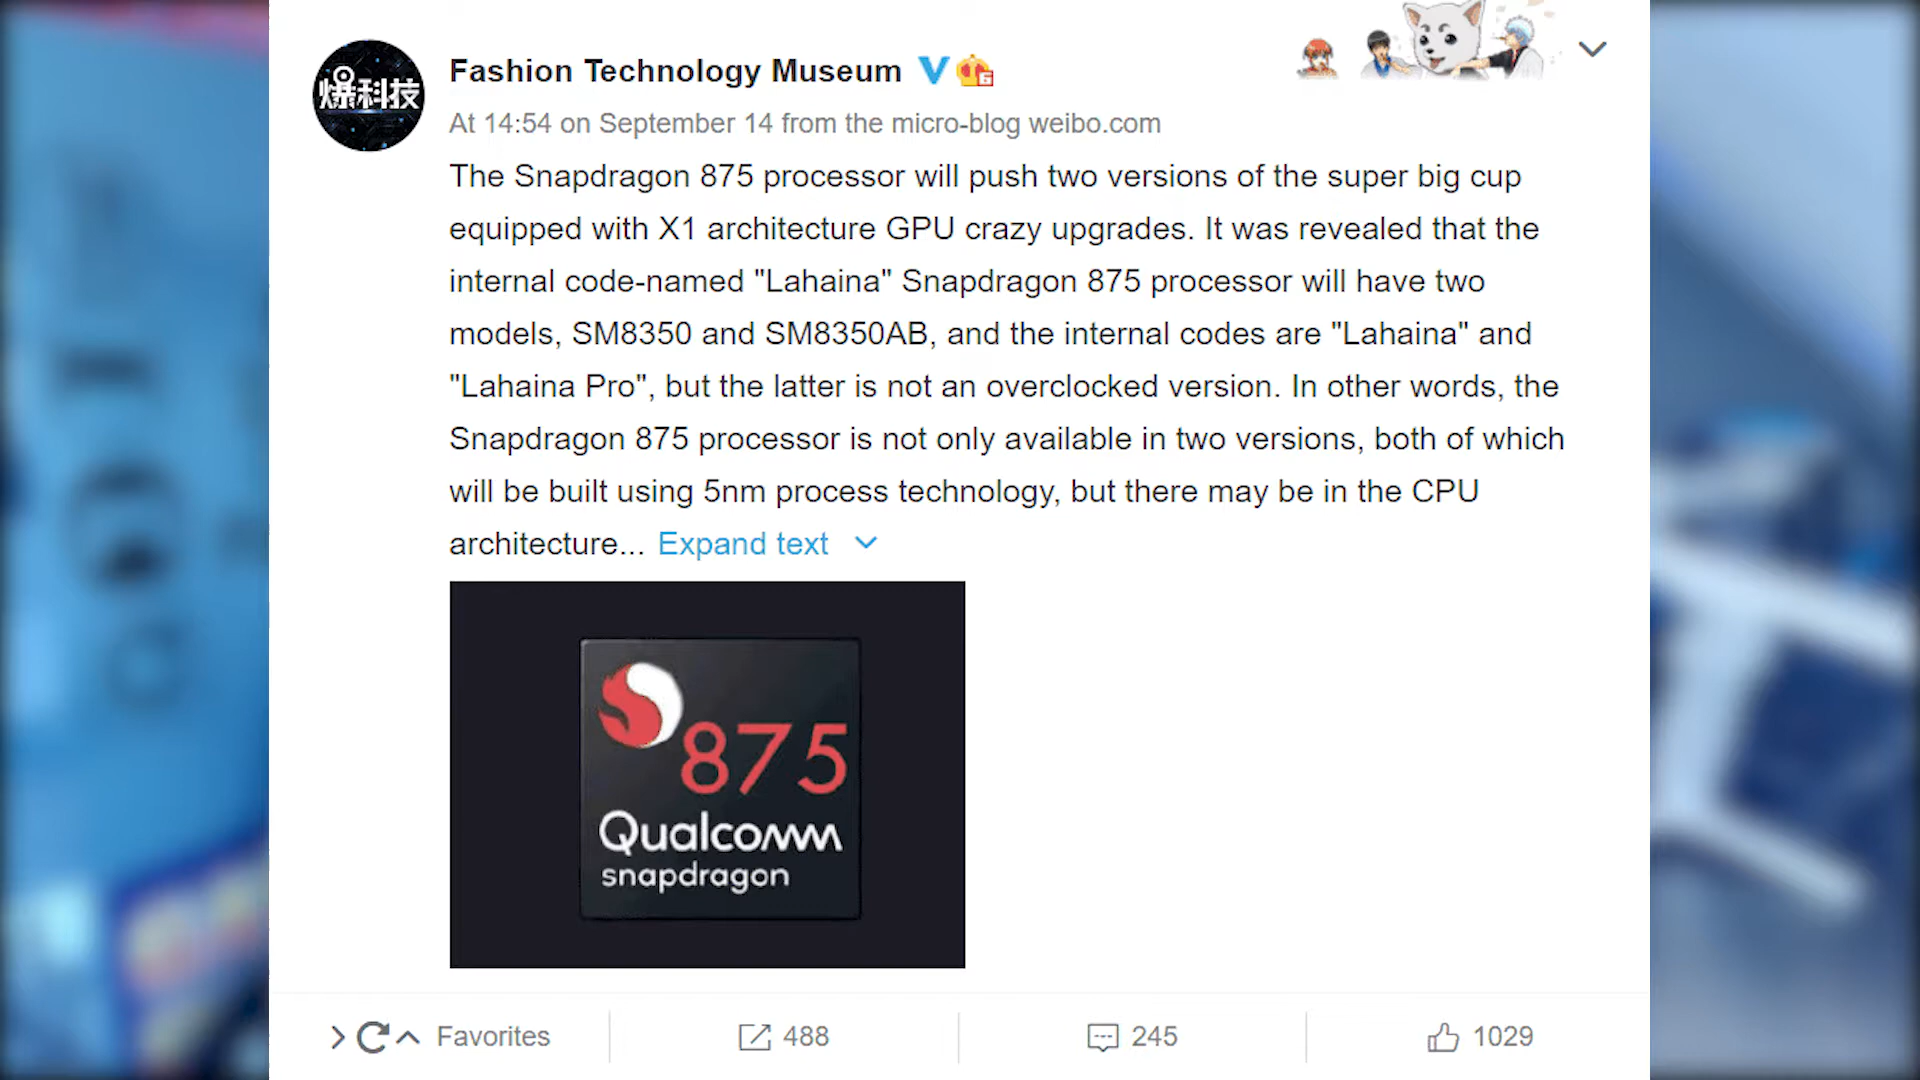 爆科技
Fashion Technology Museum
6
At 14:54 on September 14 from the micro-blog weibo.com
The Snapdragon 875 processor will push two versions of the super big cup
equipped with X1 architecture GPU crazy upgrades. It was revealed that the
internal code-named "Lahaina" Snapdragon 875 processor will have two
models, SM8350 and SM8350AB, and the internal codes are "Lahaina" and
"Lahaina Pro", but the latter is not an overclocked version. In other words, the
Snapdragon 875 processor is not only available in two versions, both of which
will be built using 5nm process technology, but there may be in the CPU
architecture... Expand text
875
Qualcomm
snapdragon
Favorites
488
245
1029